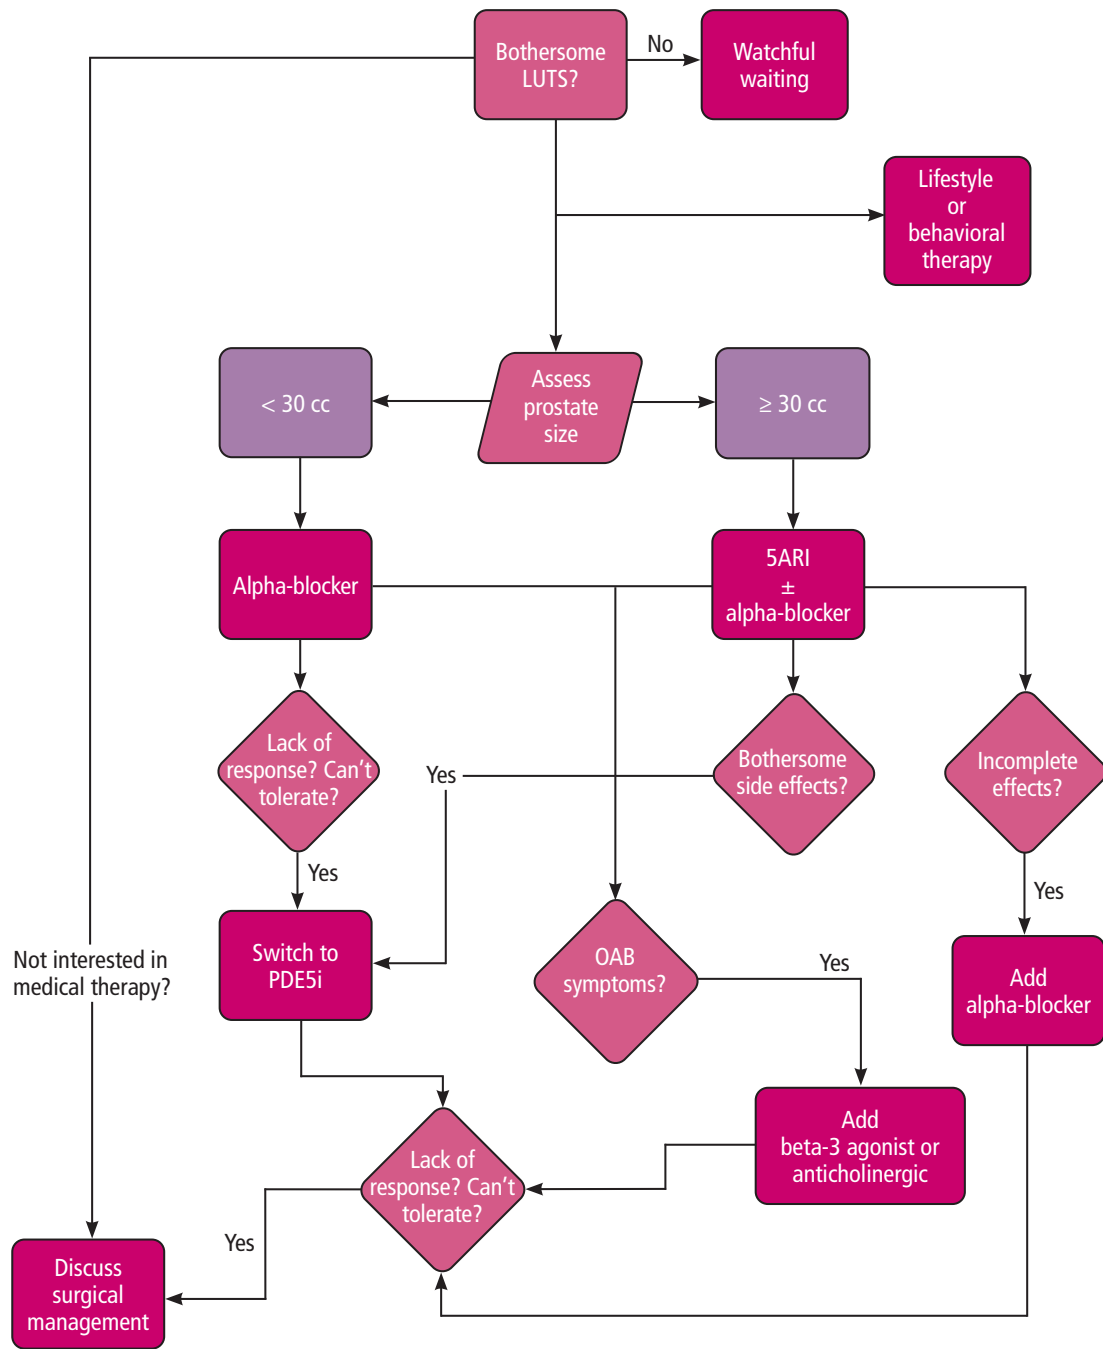 Bothersome
LUTS?
No
Watchful
waiting
Lifestyle
or
behavioral
therapy
Assess
prostate
size
< 30 cc
≥ 30 cc
Alpha-blocker
5ARI
±
alpha-blocker
Lack of
response? Can't
tolerate?
Yes
Bothersome
side effects?
Incomplete
effects?
Yes
Yes
Switch to
PDE5i
OAB
symptoms?
Yes
Add
alpha-blocker
Not interested in
medical therapy?
Add
beta-3 agonist or
anticholinergic
Lack of
response? Can't
tolerate?
Yes
Discuss
surgical
management